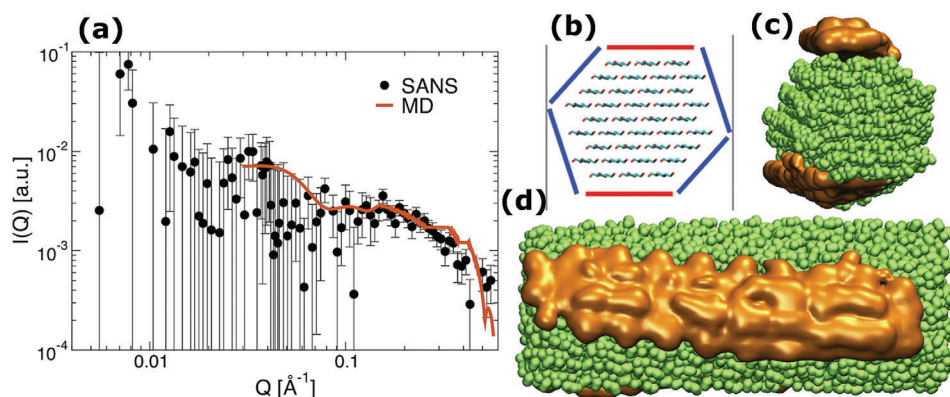 (a)
(b)
(c)
(d)
10⁻¹
10⁻²
10⁻³
10⁻⁴
I(Q) [a.u.]
SANS
MD
0.01
0.1
Q [Å⁻¹]